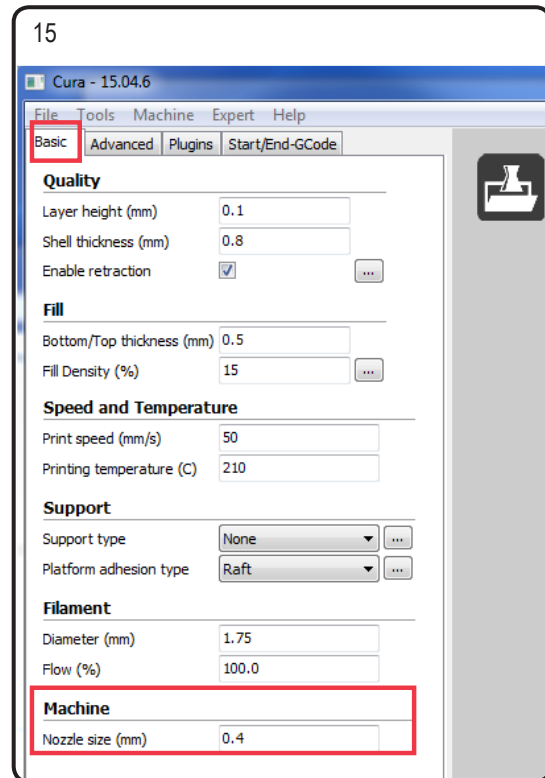 15
Cura - 15.04.6
File Tools Machine Expert Help
Basic Advanced Plugins Start/End-GCode
Quality
Layer height (mm) 0.1
Shell thickness (mm) 0.8
Enable retraction ...
Fill
Bottom/Top thickness (mm) 0.5
Fill Density (%) 15 ...
Speed and Temperature
Print speed (mm/s) 50
Printing temperature (C) 210
Support
Support type None ...
Platform adhesion type Raft ...
Filament
Diameter (mm) 1.75
Flow (%) 100.0
Machine
Nozzle size (mm) 0.4